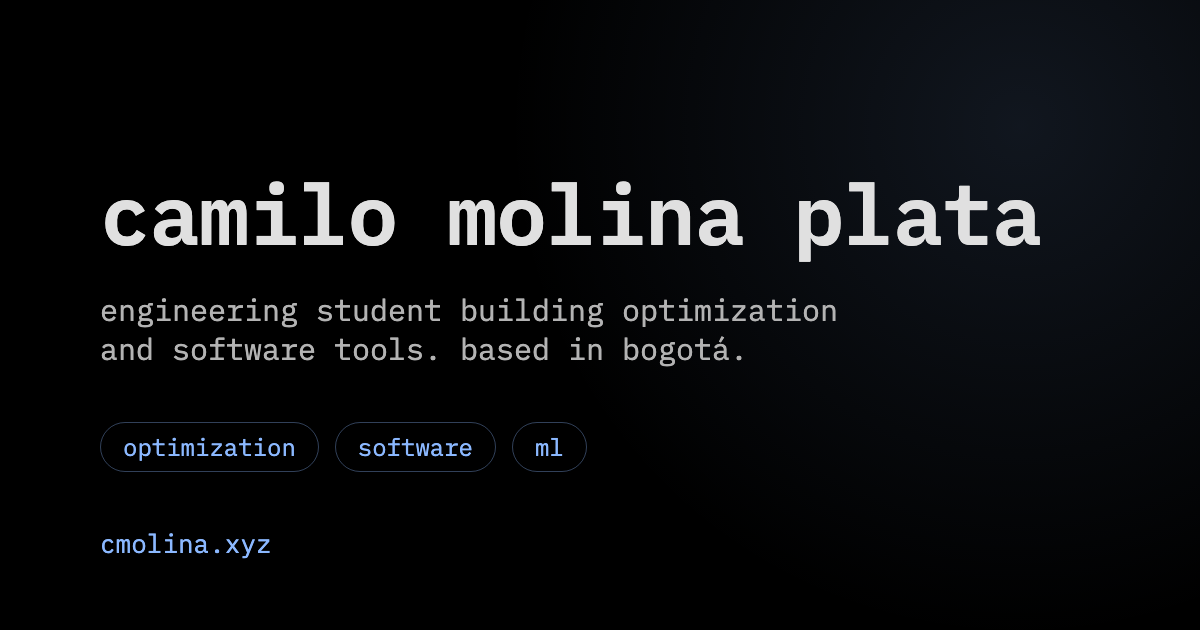 camilo molina plata
engineering student building optimization
and software tools. based in bogotá.
optimization software ml
cmolina.xyz